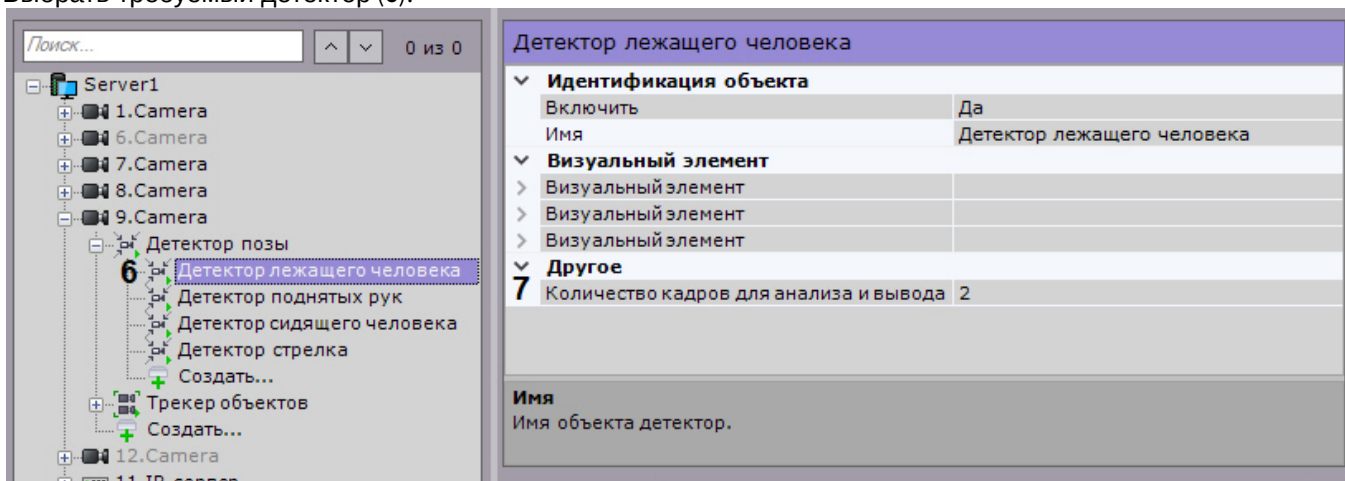 Выбрать требуемый детектор (6).
Поиск...
0 из 0
Server1
1.Camera
6.Camera
7.Camera
8.Camera
9.Camera
Детектор позы
6 Детектор лежащего человека
Детектор поднятых рук
Детектор сидящего человека
Детектор стрелка
Создать...
Трекер объектов
Создать...
12.Camera
Детектор лежащего человека
Идентификация объекта
Включить Да
Имя Детектор лежащего человека
Визуальный элемент
Визуальный элемент
Визуальный элемент
Визуальный элемент
Другое
7 Количество кадров для анализа и вывода 2
Имя
Имя объекта детектор.